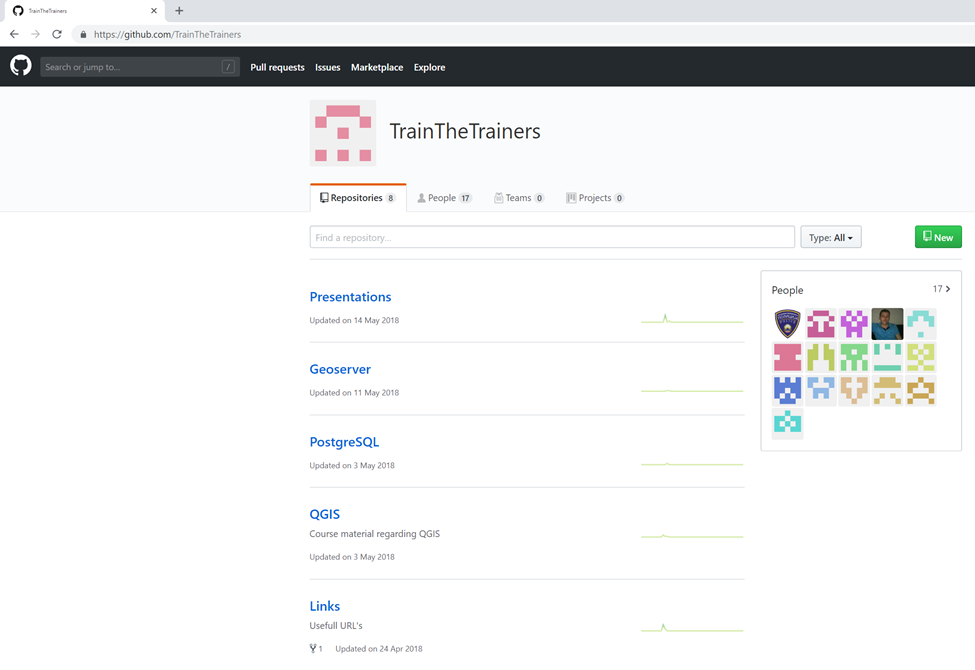 TrainTheTrainers
https://github.com/TrainTheTrainers
Search or jump to... /
Pull requests Issues Marketplace Explore
TrainTheTrainers
Repositories 8 People 17 Teams 0 Projects 0
Find a repository... Type: All New
People 17
Presentations
Updated on 14 May 2018
Geoserver
Updated on 11 May 2018
PostgreSQL
Updated on 3 May 2018
QGIS
Course material regarding QGIS
Updated on 3 May 2018
Links
Usefull URL's
1 Updated on 24 Apr 2018